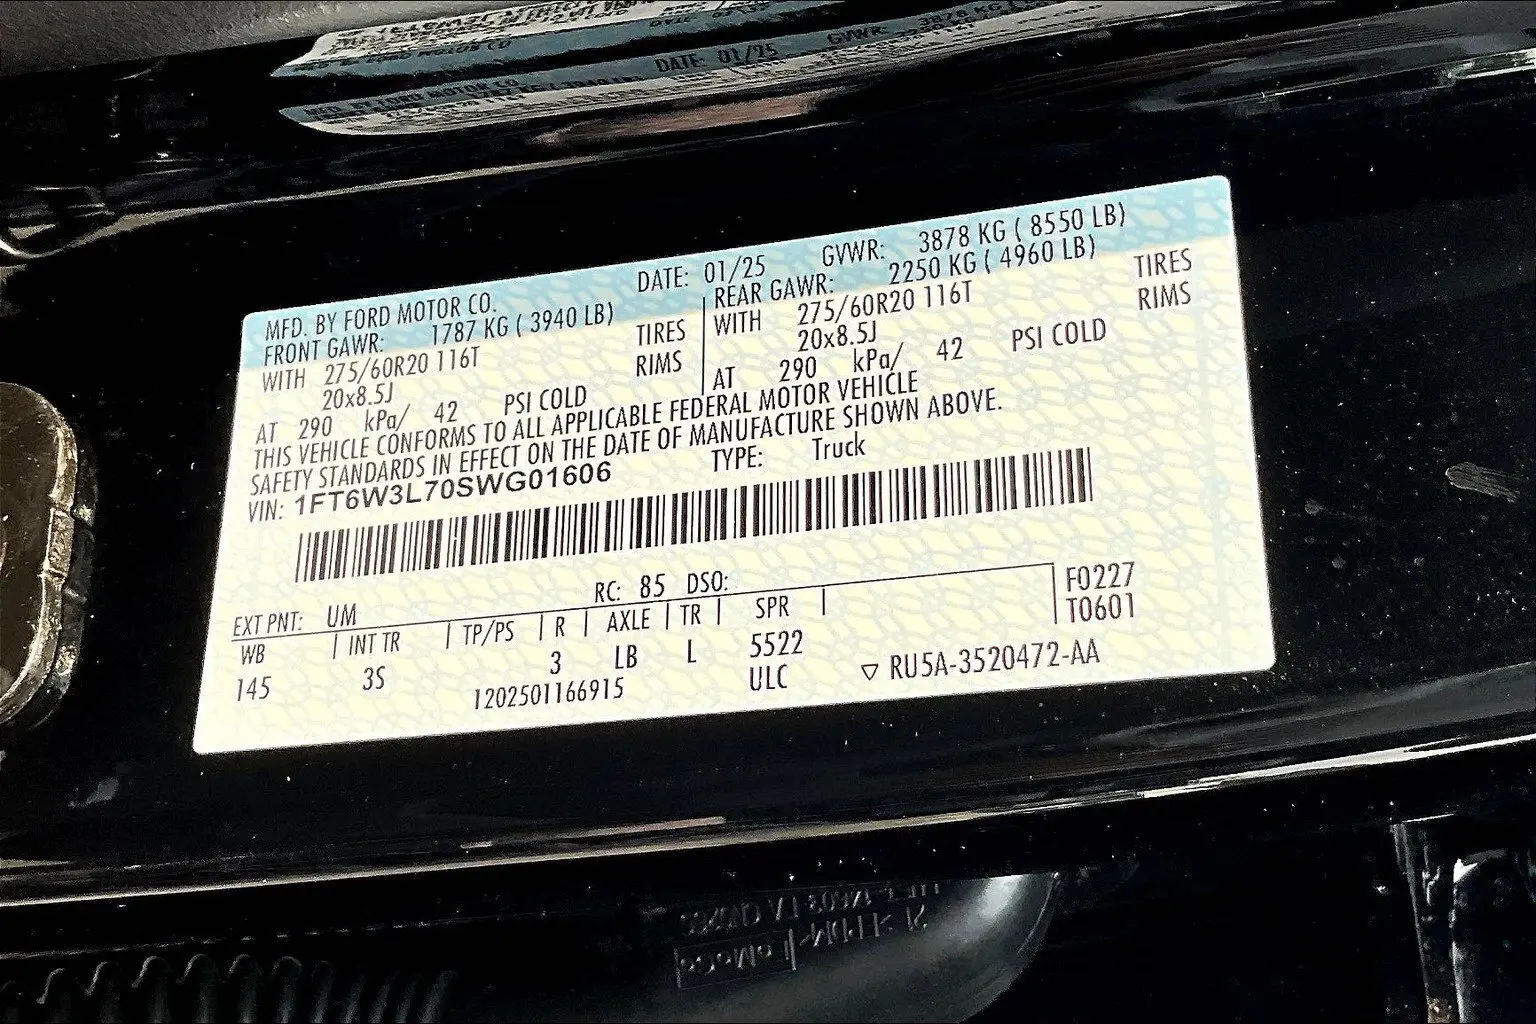 DATE: 01/25
MFD. BY FORD MOTOR CO. DATE: 01/25 GVWR: 3878 KG ( 8550 LB)
FRONT GAWR: 1787 KG ( 3940 LB) REAR GAWR: 2250 KG ( 4960 LB)
WITH 275/60R20 116T TIRES WITH 275/60R20 116T TIRES
20x8.5J RIMS 20x8.5J RIMS
AT 290 kPa/ 42 PSI COLD AT 290 kPa/ 42 PSI COLD
THIS VEHICLE CONFORMS TO ALL APPLICABLE FEDERAL MOTOR VEHICLE
SAFETY STANDARDS IN EFFECT ON THE DATE OF MANUFACTURE SHOWN ABOVE.
VIN: 1FT6W3L70SWG01606 TYPE: Truck
EXT PNT: UM RC: 85 DSO: F0227
WB INT TR TP/PS R AXLE TR SPR T0601
145 3S 3 LB L 5522
1202501166915 ULC ▽ RU5A-3520472-AA
FoMoCo